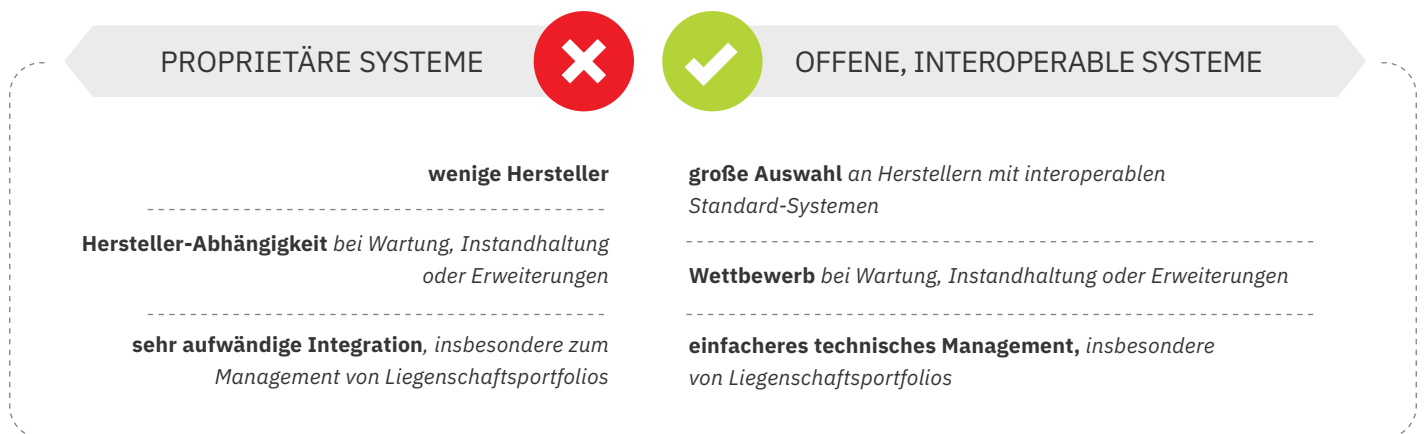 PROPRIETÄRE SYSTEME
wenige Hersteller
Hersteller-Abhängigkeit bei Wartung, Instandhaltung
oder Erweiterungen
sehr aufwändige Integration, insbesondere zum
Management von Liegenschaftsportfolios
OFFENE, INTEROPERABLE SYSTEME
große Auswahl an Herstellern mit interoperablen
Standard-Systemen
Wettbewerb bei Wartung, Instandhaltung oder Erweiterungen
einfacheres technisches Management, insbesondere
von Liegenschaftsportfolios